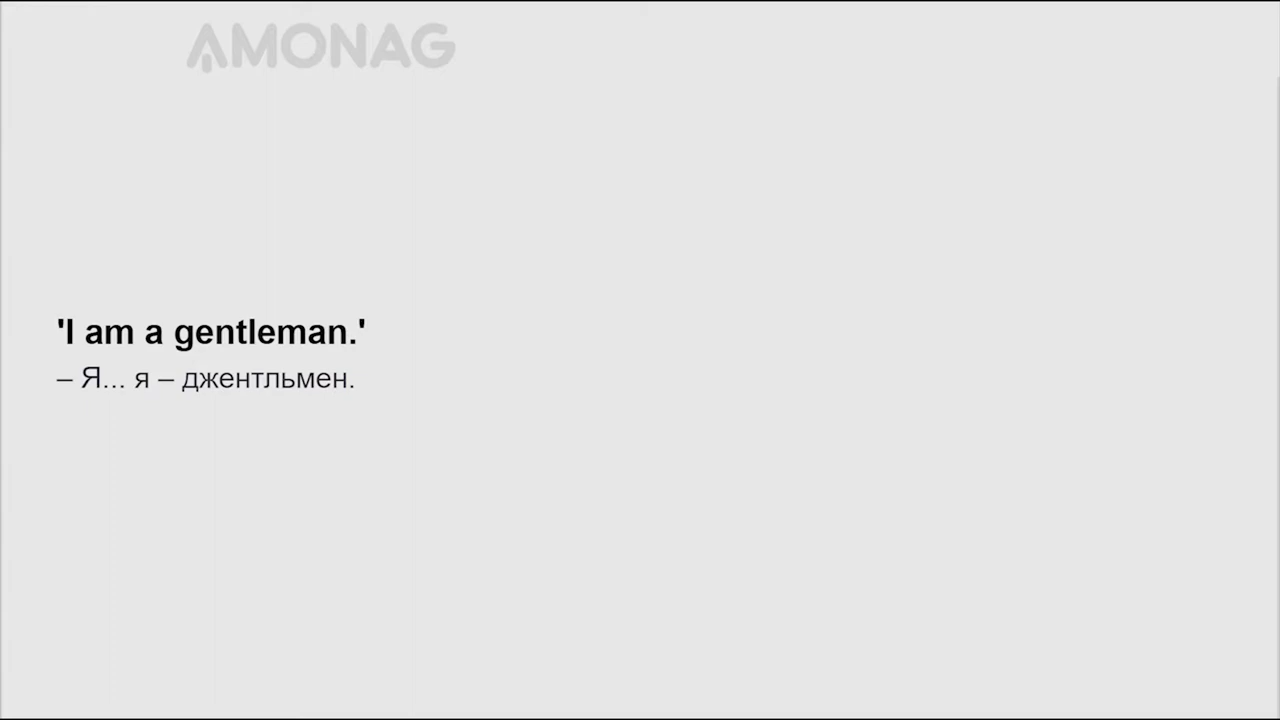 AMONAG
'I am a gentleman.'
– Я... я – джентльмен.